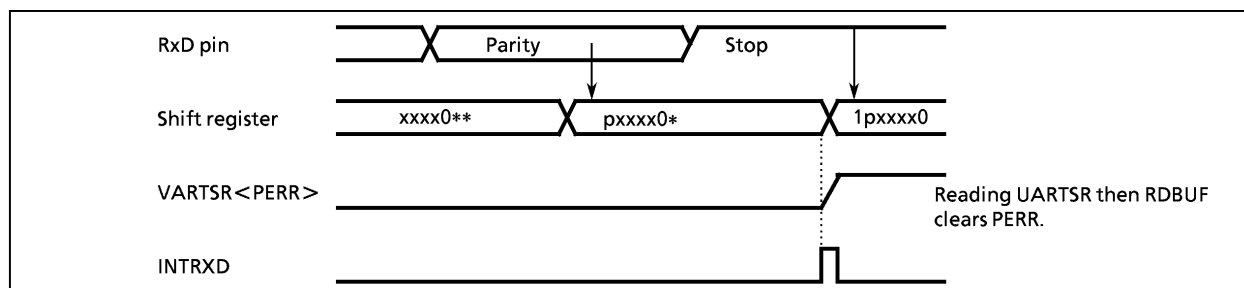 RxD pin Parity Stop
Shift register xxxx0** pxxxx0* 1pxxxx0
VARTSR<PERR>
Reading UARTSR then RDBUF
clears PERR.
INTRXD